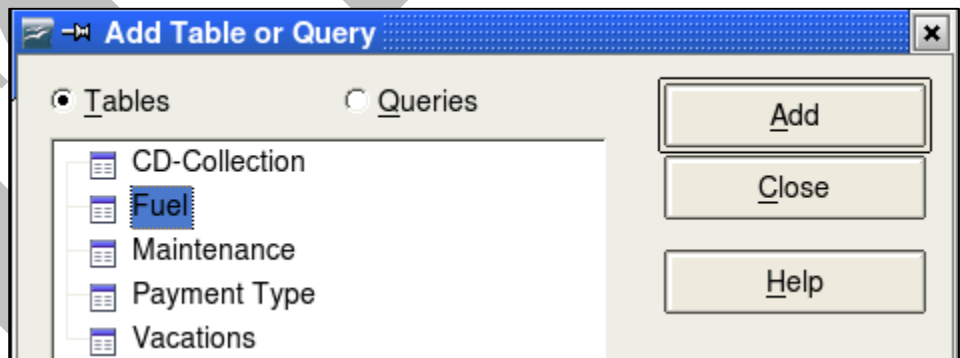 Add Table or Query
Tables
Queries
Add
CD-Collection
Fuel
Close
Maintenance
Help
Payment Type
Vacations